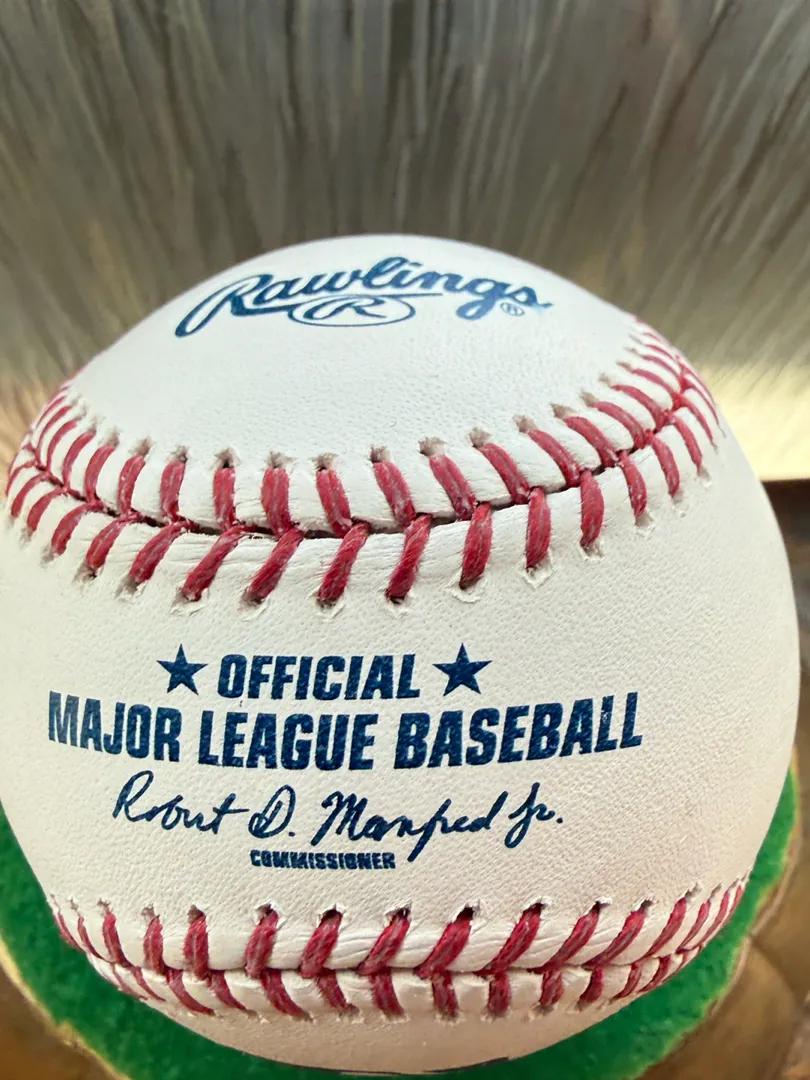 Rawlings®
R
★ OFFICIAL ★
MAJOR LEAGUE BASEBALL
Robert D. Manfred Jr.
COMMISSIONER